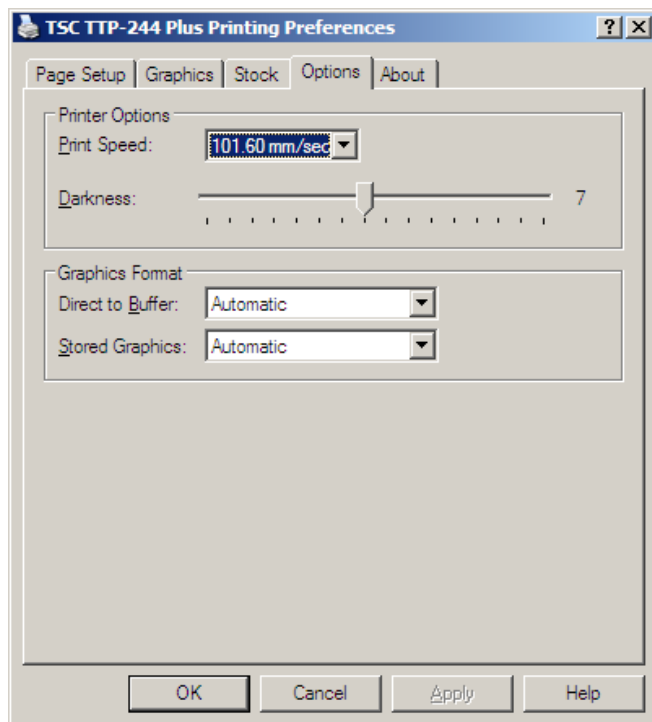 TSC TTP-244 Plus Printing Preferences
Page Setup Graphics Stock Options About
Printer Options
Print Speed: 101.60 mm/sec
Darkness: 7
Graphics Format
Direct to Buffer: Automatic
Stored Graphics: Automatic
OK Cancel Apply Help